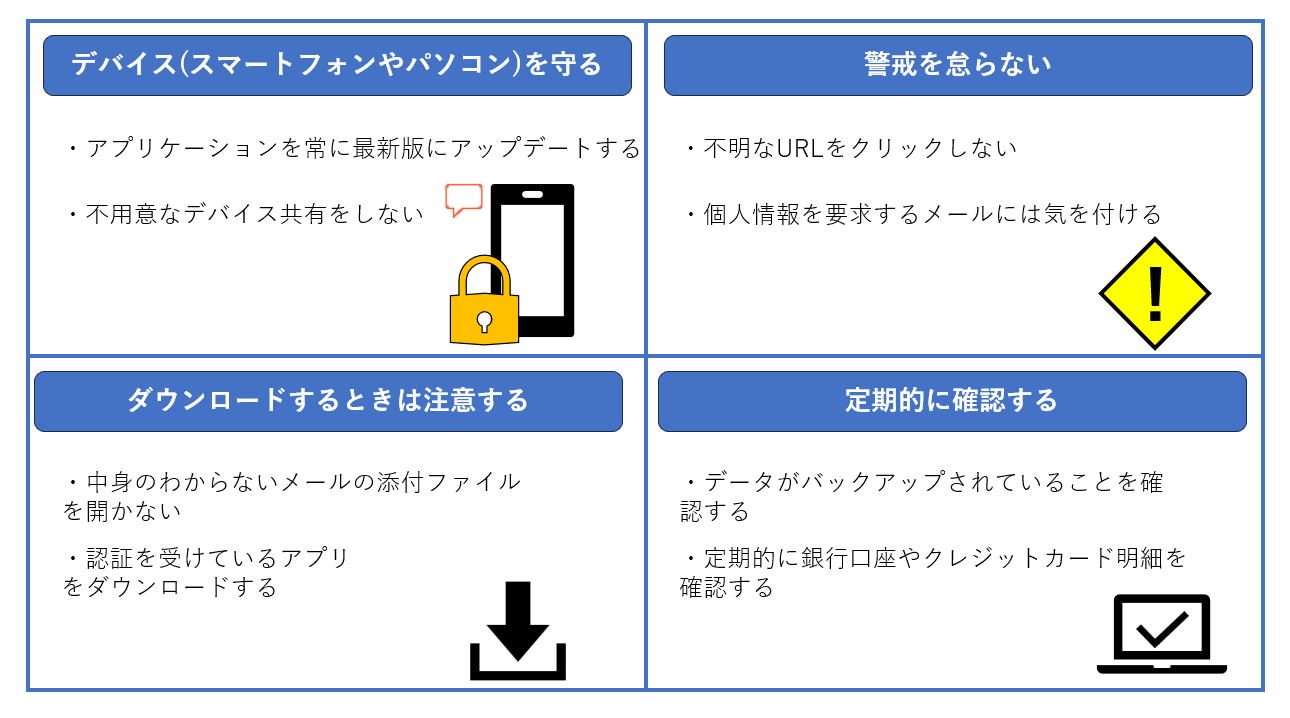 デバイス(スマートフォンやパソコン)を守る
・アプリケーションを常に最新版にアップデートする
・不用意なデバイス共有をしない
警戒を怠らない
・不明なURLをクリックしない
・個人情報を要求するメールには気を付ける
!
ダウンロードするときは注意する
・中身のわからないメールの添付ファイル
を開かない
・認証を受けているアプリ
をダウンロードする
定期的に確認する
・データがバックアップされていることを確
認する
・定期的に銀行口座やクレジットカード明細を
確認する